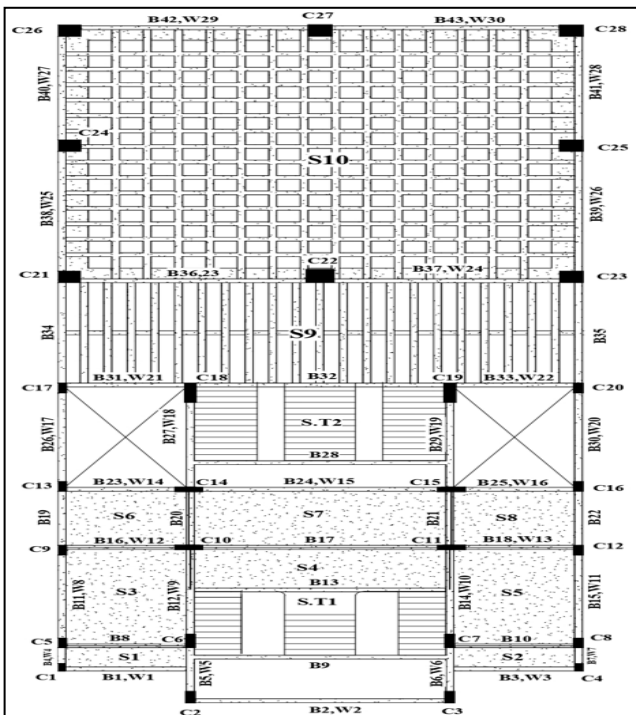 C27
B42,W29 B43,W30
C26 C28
B40,W27 B41,W28
C24 C25
S10
B38,W25 B39,W26
C22
C21 B36,23 B37,W24 C23
B34 S9 B35
B31,W21 B32 B33,W22
C17 C18 C19 C20
B26,W17 B27,W18 S.T2 B29,W19 B30,W20
B28
C13 B23,W14 C14 B24,W15 C15 B25,W16 C16
B19 S6 B20 S7 B21 S8 B22
B16,W12 B17 B18,W13
C9 C10 C11 C12
S4
B11,W8 S3 B12,W9 B13 B14,W10 S5 B15,W11
S.T1
C5 B8 C6 C7 B10 C8
B4,W4 S1 B9 S2 B7,W7
C1 B1,W1 B5,W5 B6,W6 B3,W3 C4
C2 B2,W2 C3